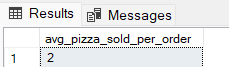 Results Messages
avg_pizza_sold_per_order
1 2